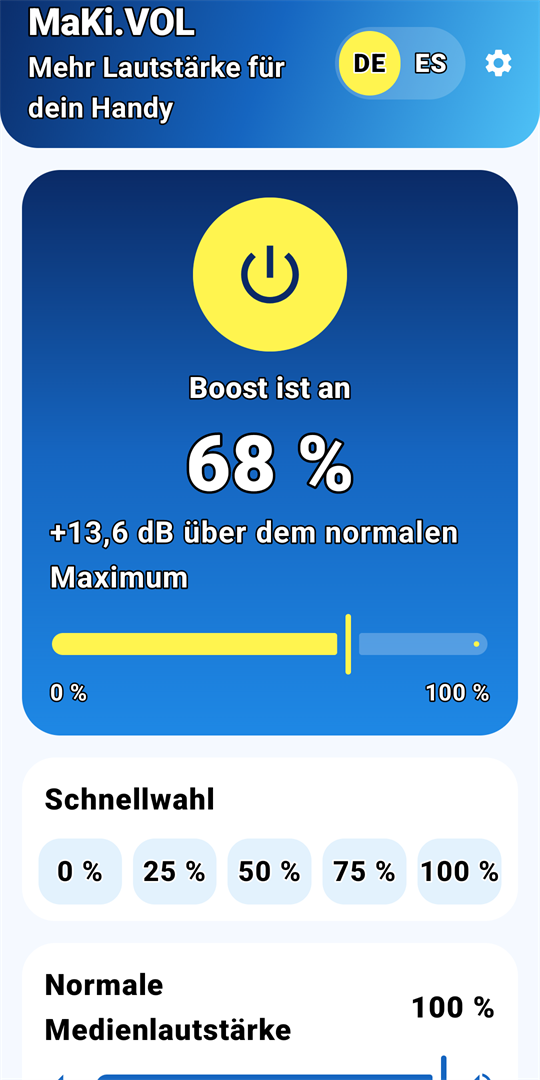 MaKi.VOL
Mehr Lautstärke für
dein Handy
DE ES
Boost ist an
68 %
+13,6 dB über dem normalen
Maximum
0 % 100 %
Schnellwahl
0 % 25 % 50 % 75 % 100 %
Normale
Medienlautstärke
100 %